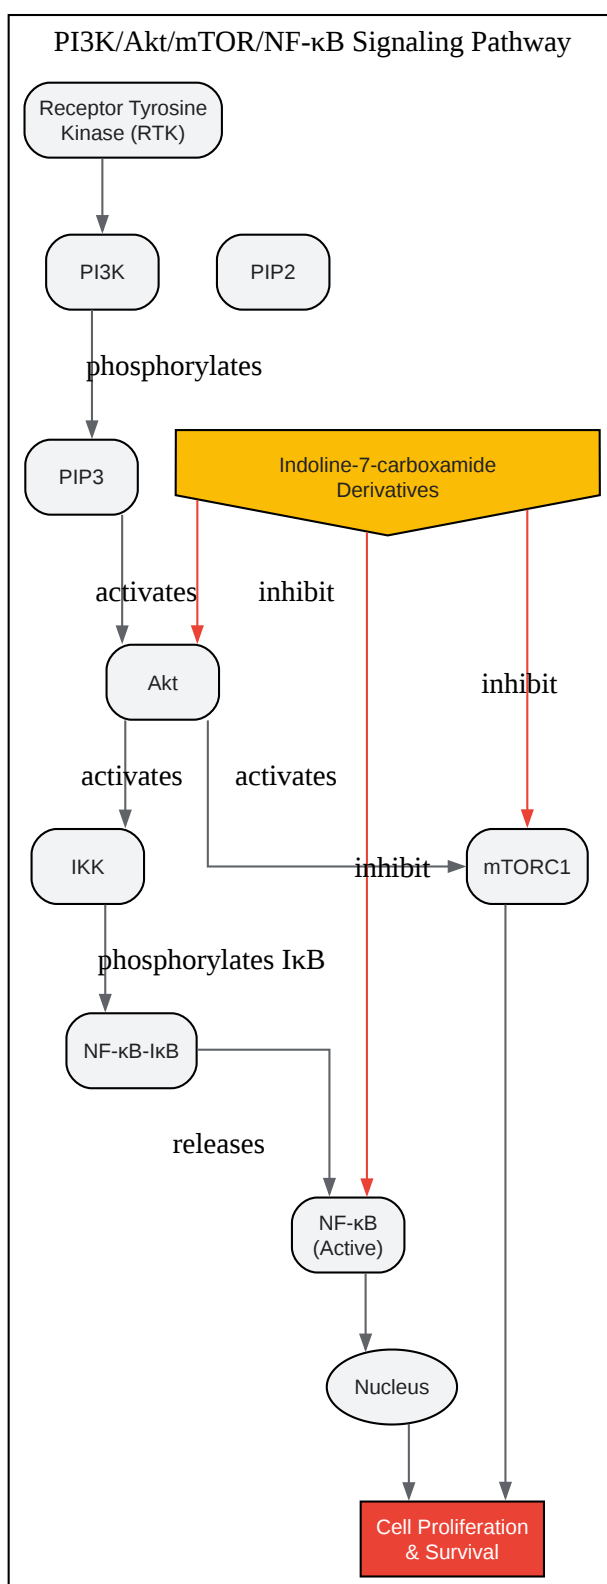 PI3K/Akt/mTOR/NF-κB Signaling Pathway
Receptor Tyrosine
Kinase (RTK)
PI3K
PIP2
phosphorylates
PIP3
Indoline-7-carboxamide
Derivatives
activates
inhibit
Akt
inhibit
activates
activates
IKK
inhibit
mTORC1
phosphorylates IκB
NF-κB-IκB
releases
NF-κB
(Active)
Nucleus
Cell Proliferation
& Survival